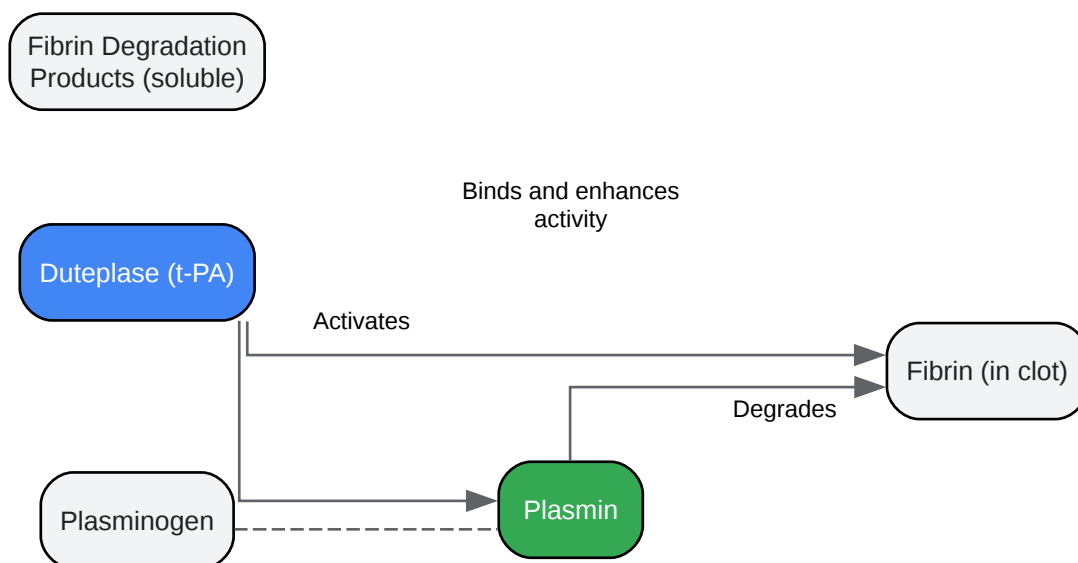 Fibrin Degradation
Products (soluble)
Binds and enhances
activity
Duteplase (t-PA)
Activates
Fibrin (in clot)
Degrades
Plasminogen
Plasmin